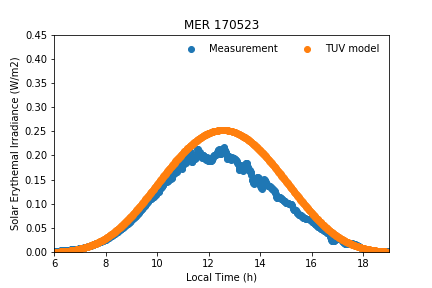 MER 170523
Measurement TUV model
Solar Erythemal Irradiance (W/m2)
0.45
0.40
0.35
0.30
0.25
0.20
0.15
0.10
0.05
0.00
6 8 10 12 14 16 18
Local Time (h)